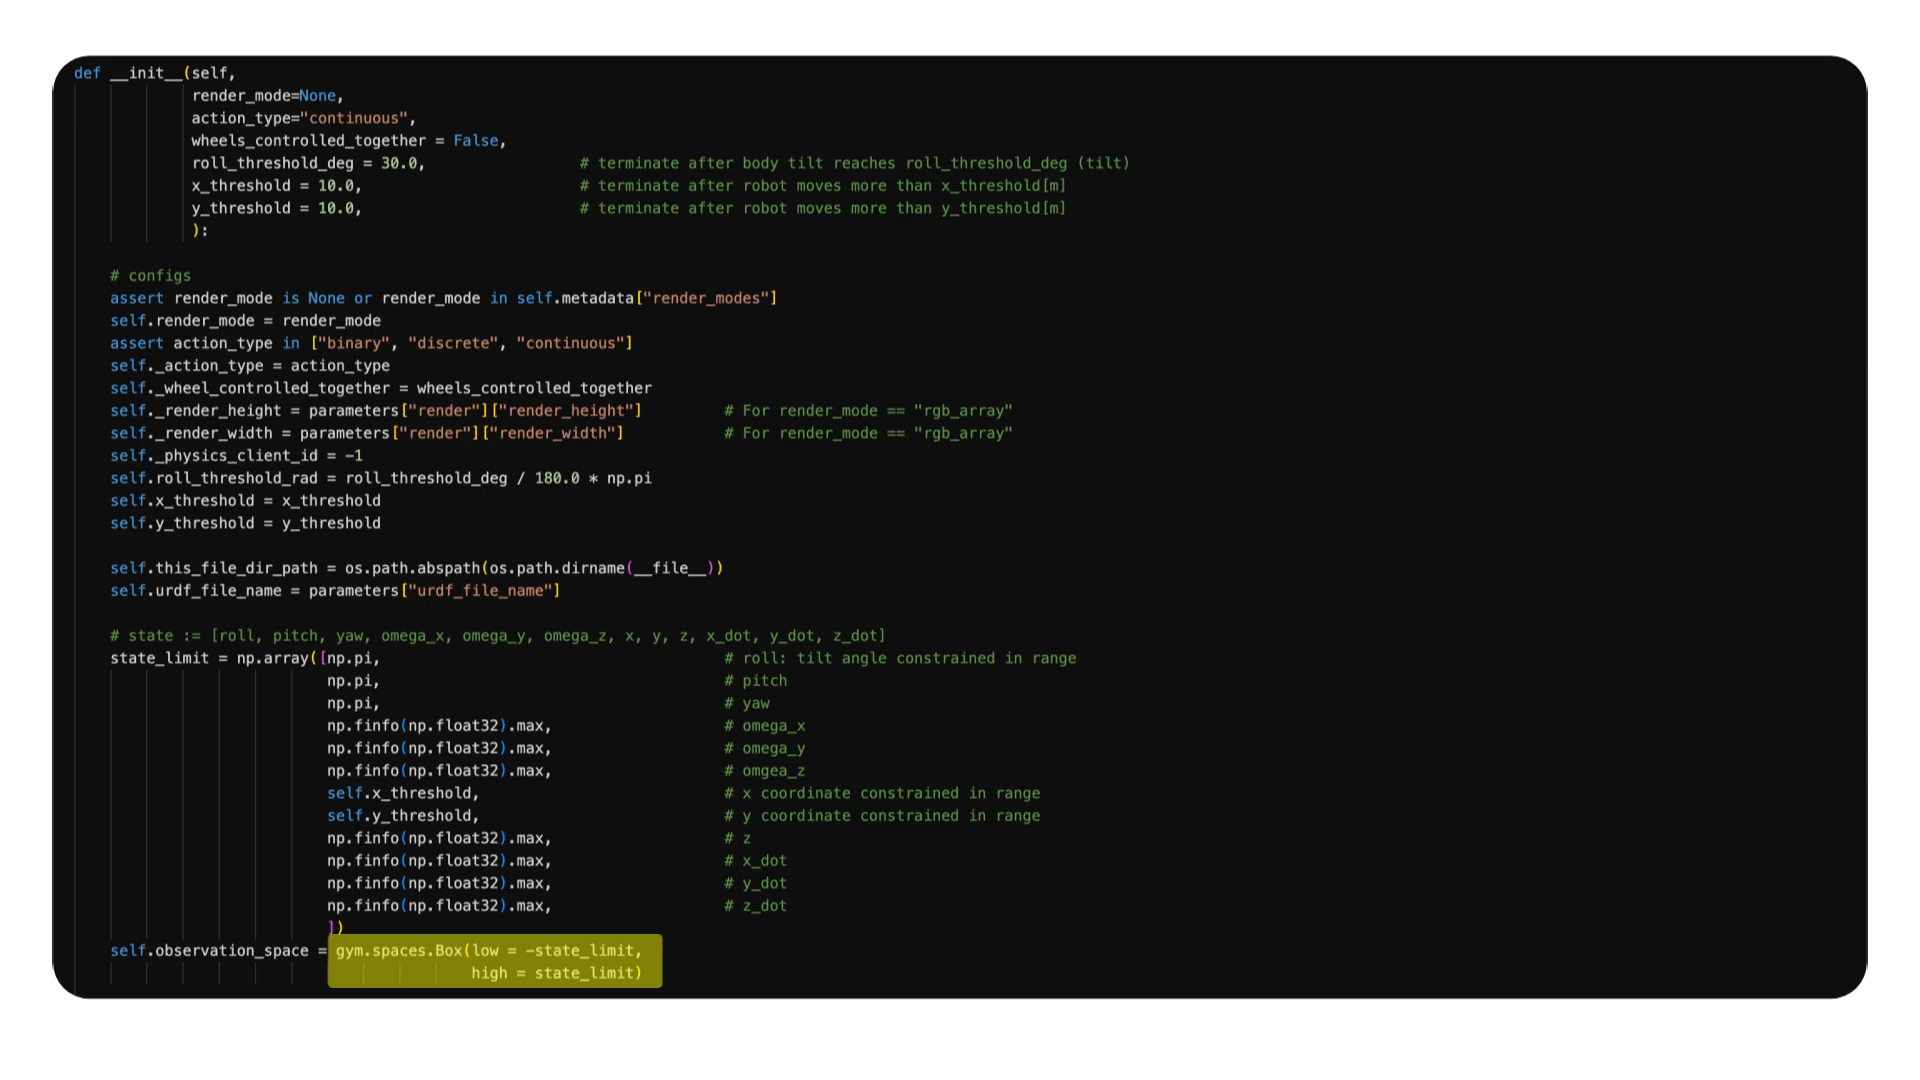 def __init__(self,
render_mode=None,
action_type="continuous",
wheels_controlled_together = False,
roll_threshold_deg = 30.0, # terminate after body tilt reaches roll_threshold_deg (tilt)
x_threshold = 10.0, # terminate after robot moves more than x_threshold[m]
y_threshold = 10.0, # terminate after robot moves more than y_threshold[m]
):
# configs
assert render_mode is None or render_mode in self.metadata["render_modes"]
self.render_mode = render_mode
assert action_type in ["binary", "discrete", "continuous"]
self._action_type = action_type
self._wheel_controlled_together = wheels_controlled_together
self._render_height = parameters["render"]["render_height"] # For render_mode == "rgb_array"
self._render_width = parameters["render"]["render_width"] # For render_mode == "rgb_array"
self._physics_client_id = -1
self.roll_threshold_rad = roll_threshold_deg / 180.0 * np.pi
self.x_threshold = x_threshold
self.y_threshold = y_threshold
self.this_file_dir_path = os.path.abspath(os.path.dirname(__file__))
self.urdf_file_name = parameters["urdf_file_name"]
# state := [roll, pitch, yaw, omega_x, omega_y, omega_z, x, y, z, x_dot, y_dot, z_dot]
state_limit = np.array([np.pi, # roll: tilt angle constrained in range
np.pi, # pitch
np.pi, # yaw
np.finfo(np.float32).max, # omega_x
np.finfo(np.float32).max, # omega_y
np.finfo(np.float32).max, # omgea_z
self.x_threshold, # x coordinate constrained in range
self.y_threshold, # y coordinate constrained in range
np.finfo(np.float32).max, # z
np.finfo(np.float32).max, # x_dot
np.finfo(np.float32).max, # y_dot
np.finfo(np.float32).max, # z_dot
])
self.observation_space = gym.spaces.Box(low = -state_limit,
high = state_limit)